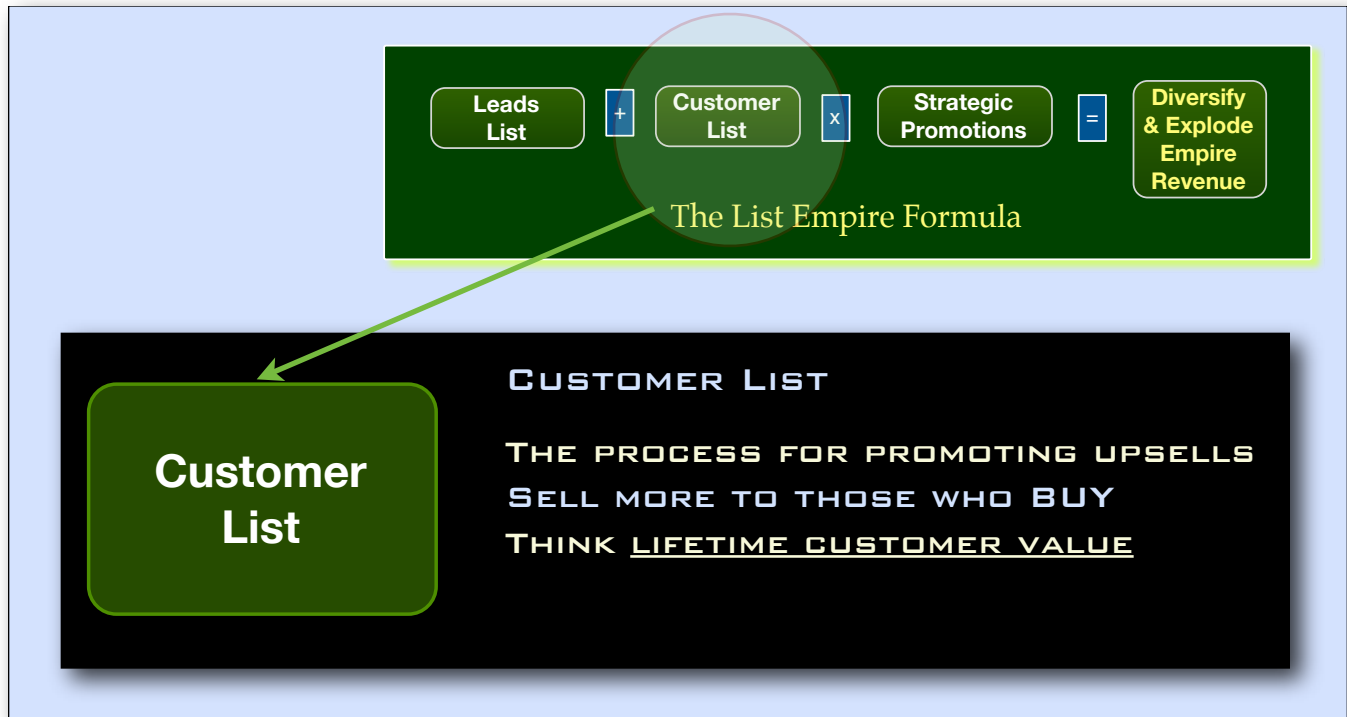 Leads
List
+
Customer
List
x
Strategic
Promotions
=
Diversify
& Explode
Empire
Revenue
The List Empire Formula
Customer
List
Customer List
The process for promoting upsells
Sell more to those who BUY
Think lifetime customer value